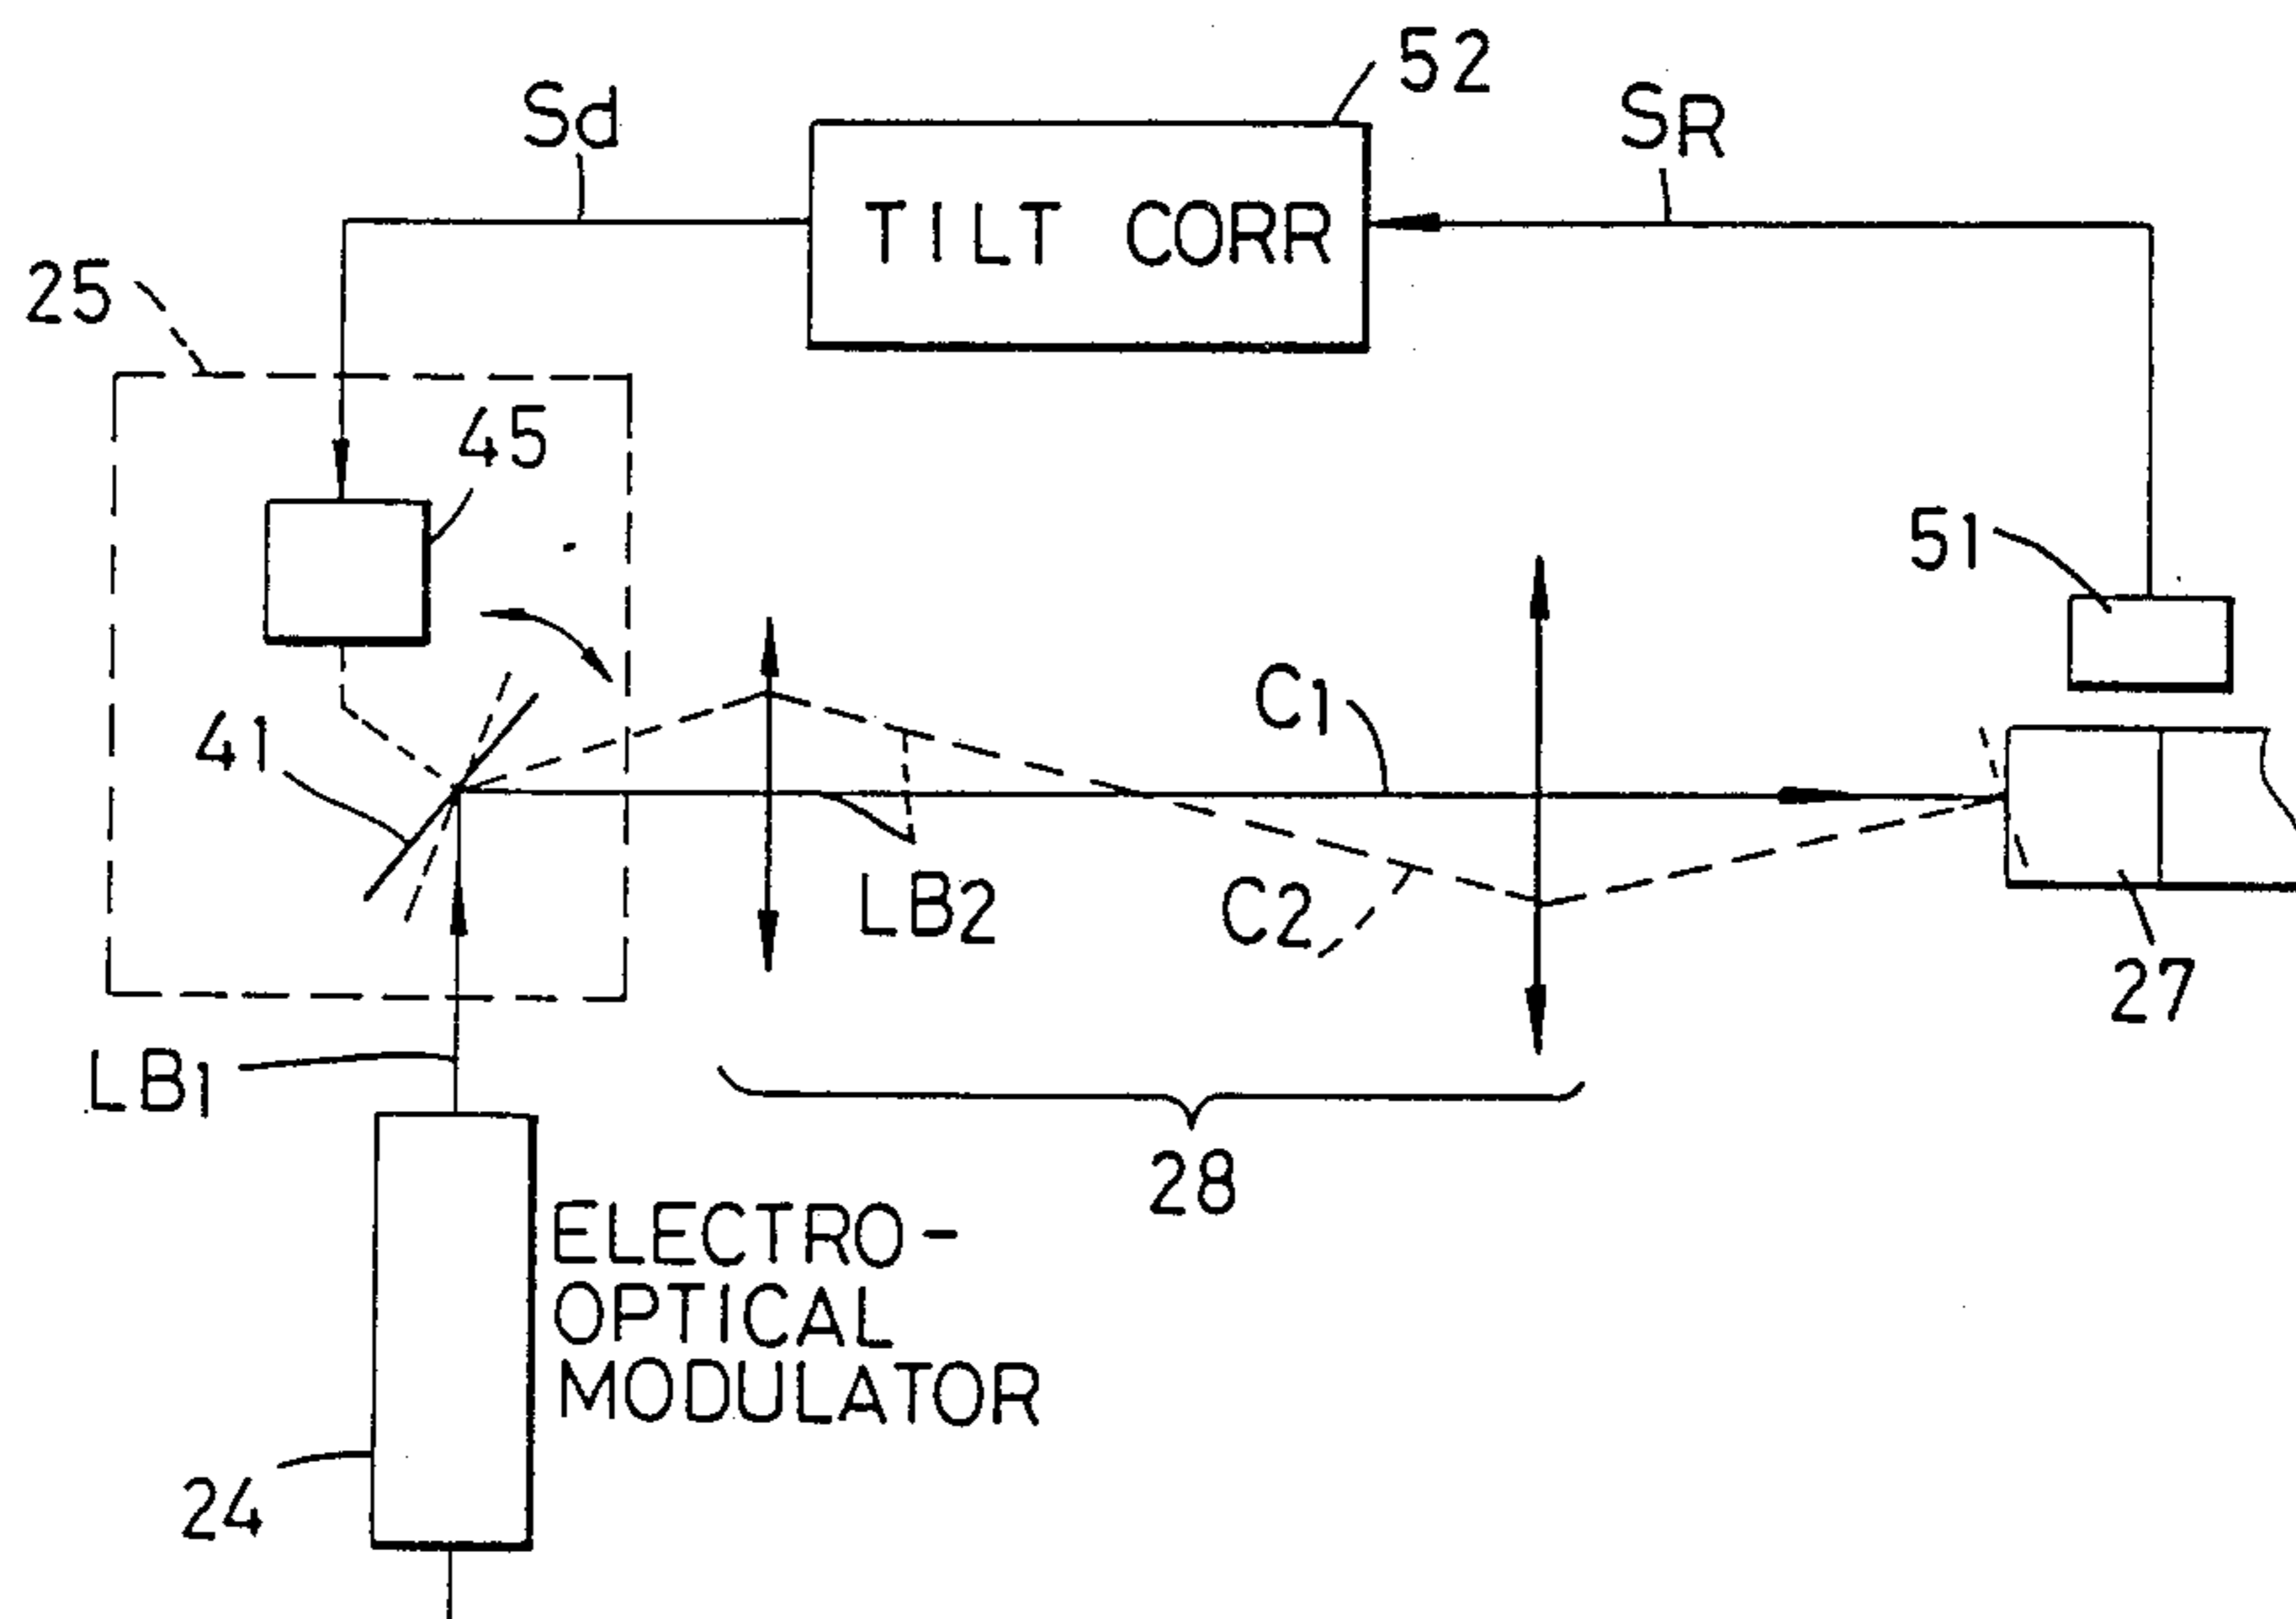 52
Sd
SR
TILT CORR
25
45
51
C1
41
LB2
C2
27
LB1
28
ELECTRO-
OPTICAL
MODULATOR
24